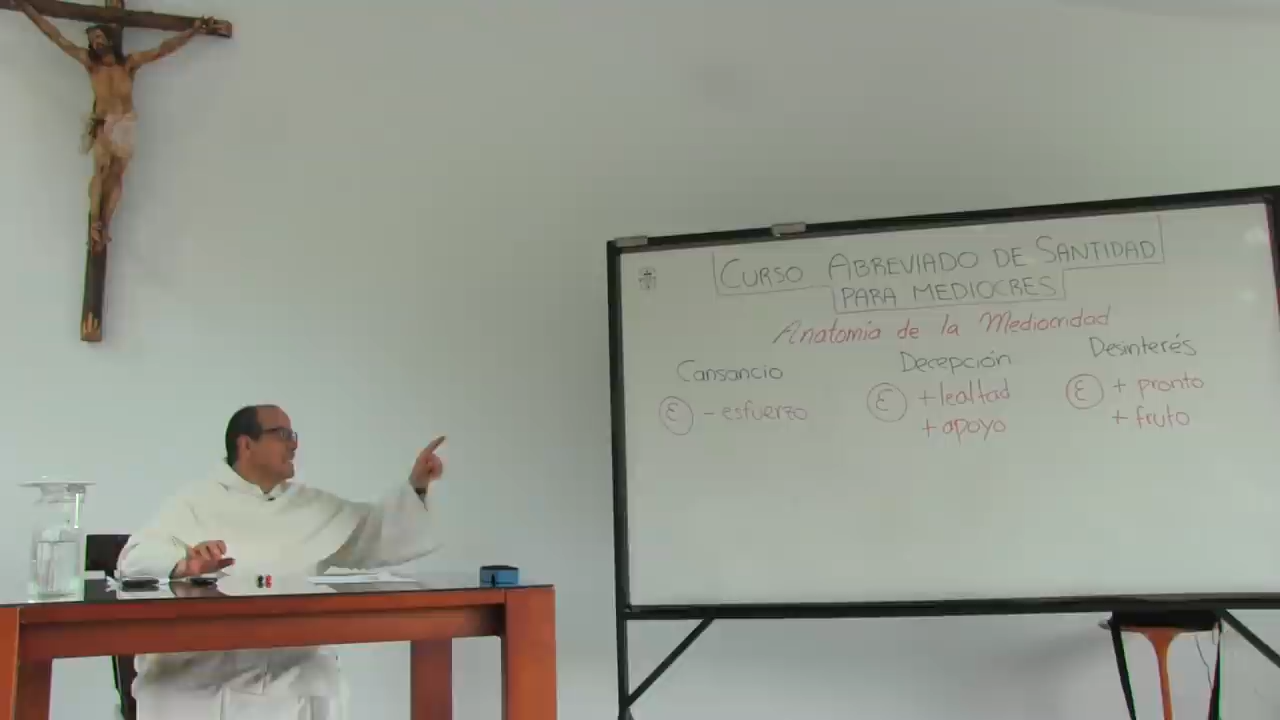 CURSO ABREVIADO DE SANTIDAD
PARA MEDIOCRES
Anatomía de la Mediocridad
Cansancio
ε - esfuerzo
Decepción
ε + lealtad
+ apoyo
Desinterés
ε + pronto
+ fruto